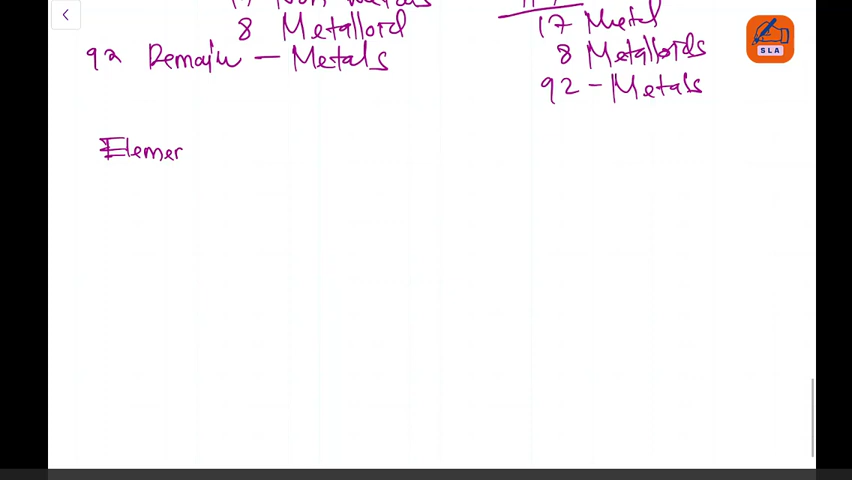 8 Metalloid
92 Remain — Metals
17 Metal
8 Metalloids
92 - Metals
Elemer
SLA